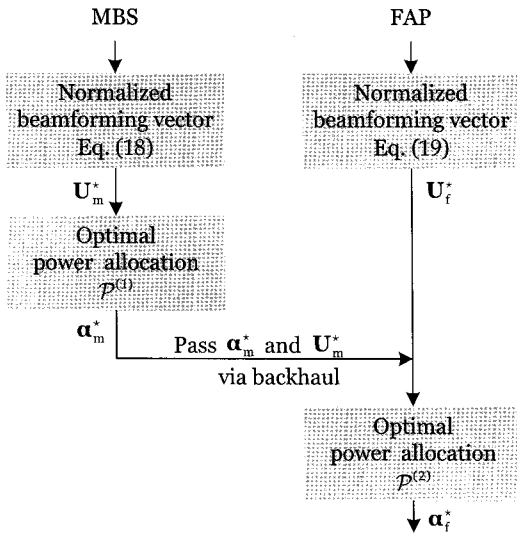 MBS
FAP
Normalized
beamforming vector
Eq. (18)
Normalized
beamforming vector
Eq. (19)
U*m
U*f
Optimal
power allocation
P(1)
α*m
Pass α*m and U*m
via backhaul
Optimal
power allocation
P(2)
α*f